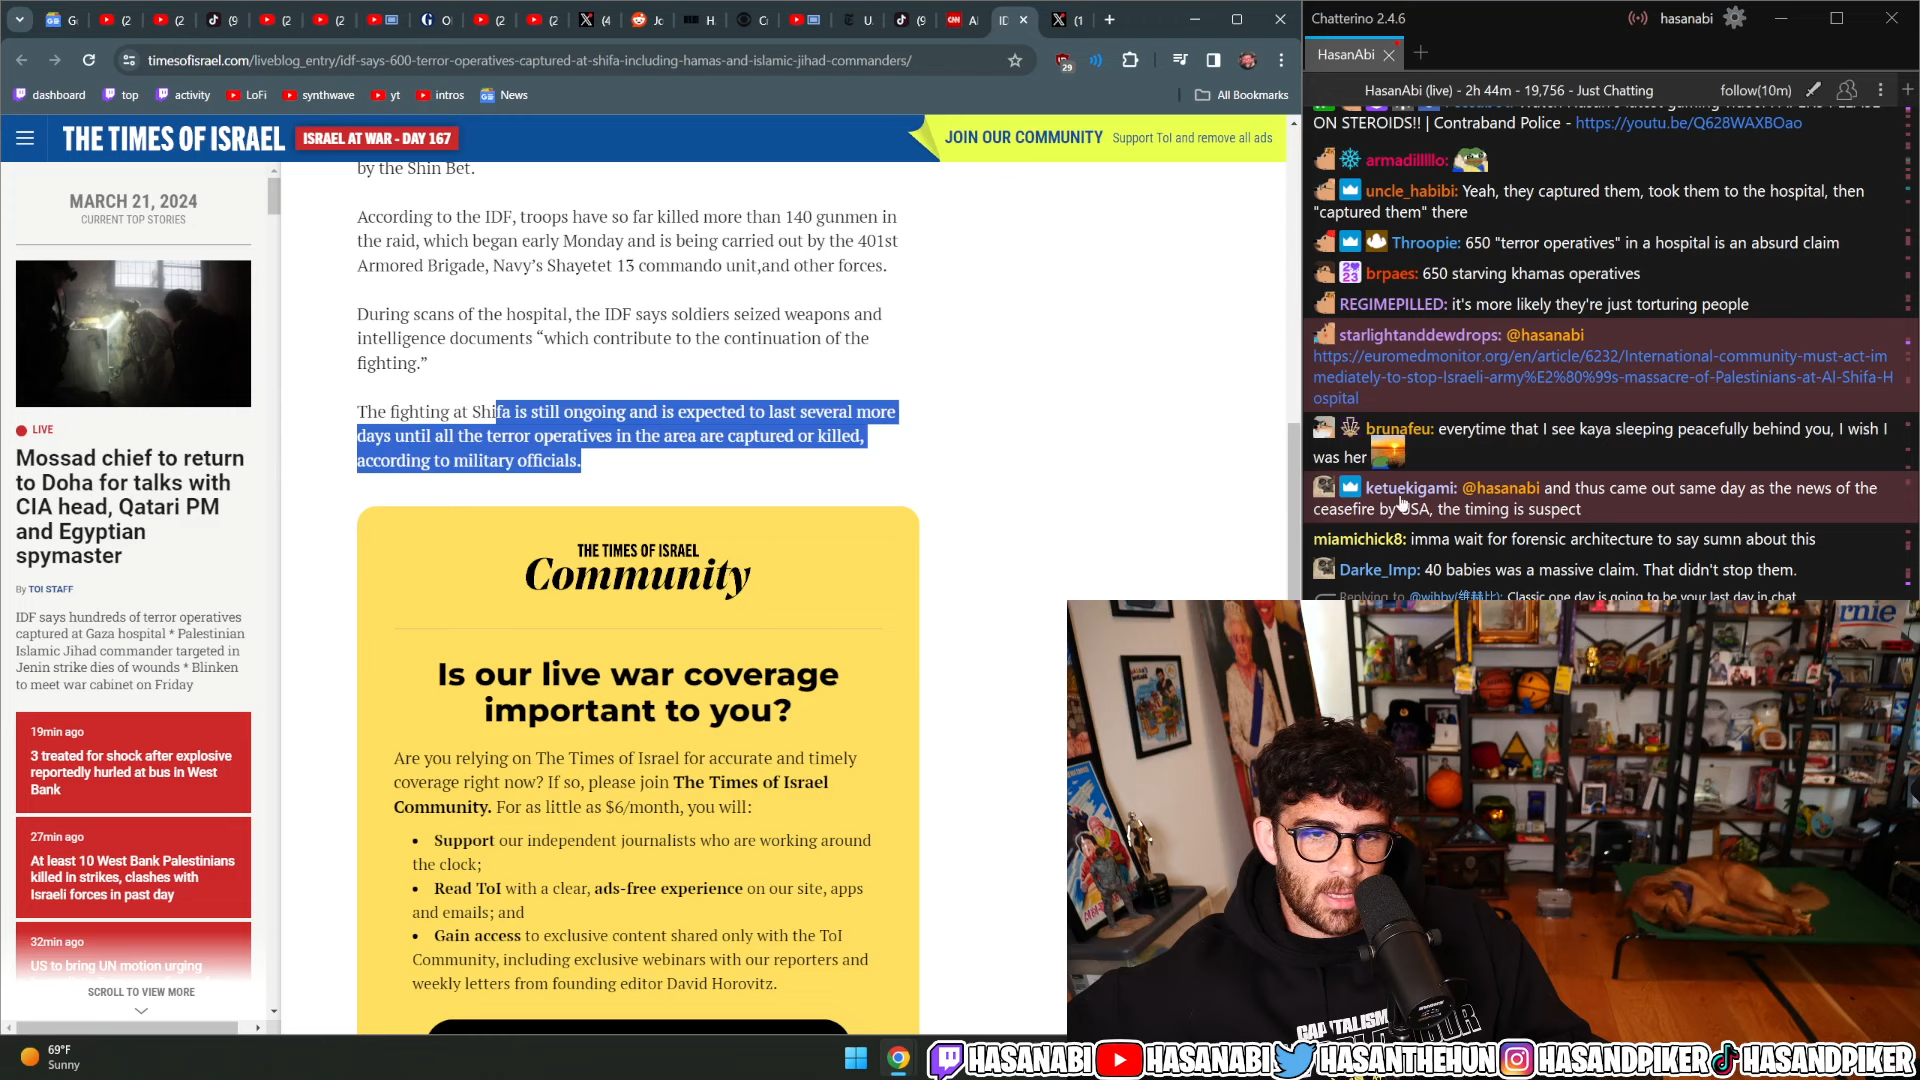 timesofisrael.com/liveblog_entry/idf-says-600-terror-operatives-captured-at-shifa-including-hamas-and-islamic-jihad-commanders/
29
dashboard
top
activity
LoFi
synthwave
yt
intros
News
All Bookmarks
THE TIMES OF ISRAEL
ISRAEL AT WAR - DAY 167
JOIN OUR COMMUNITY
Support ToI and remove all ads
MARCH 21, 2024
CURRENT TOP STORIES
LIVE
Mossad chief to return
to Doha for talks with
CIA head, Qatari PM
and Egyptian
spymaster
By TOI STAFF
IDF says hundreds of terror operatives
captured at Gaza hospital * Palestinian
Islamic Jihad commander targeted in
Jenin strike dies of wounds * Blinken
to meet war cabinet on Friday
19min ago
3 treated for shock after explosive
reportedly hurled at bus in West
Bank
27min ago
At least 10 West Bank Palestinians
killed in strikes, clashes with
Israeli forces in past day
32min ago
US to bring UN motion urging
SCROLL TO VIEW MORE
by the Shin Bet.
According to the IDF, troops have so far killed more than 140 gunmen in
the raid, which began early Monday and is being carried out by the 401st
Armored Brigade, Navy’s Shayetet 13 commando unit,and other forces.
During scans of the hospital, the IDF says soldiers seized weapons and
intelligence documents “which contribute to the continuation of the
fighting.”
The fighting at Shifa is still ongoing and is expected to last several more
days until all the terror operatives in the area are captured or killed,
according to military officials.
THE TIMES OF ISRAEL
Community
Is our live war coverage
important to you?
Are you relying on The Times of Israel for accurate and timely
coverage right now? If so, please join The Times of Israel
Community. For as little as $6/month, you will:
• Support our independent journalists who are working around
the clock;
• Read ToI with a clear, ads-free experience on our site, apps
and emails; and
• Gain access to exclusive content shared only with the ToI
Community, including exclusive webinars with our reporters and
weekly letters from founding editor David Horovitz.
Chatterino 2.4.6
hasanabi
HasanAbi
HasanAbi (live) - 2h 44m - 19,756 - Just Chatting
follow(10m)
ON STEROIDS!! | Contraband Police - https://youtu.be/Q628WAXBOao
armadilllllo:
uncle_habibi: Yeah, they captured them, took them to the hospital, then
"captured them" there
Throopie: 650 "terror operatives" in a hospital is an absurd claim
brpaes: 650 starving khamas operatives
REGIMEPILLED: it's more likely they're just torturing people
starlightanddewdrops: @hasanabi
https://euromedmonitor.org/en/article/6232/International-community-must-act-im
mediately-to-stop-Israeli-army%E2%80%99s-massacre-of-Palestinians-at-Al-Shifa-H
ospital
brunafeu: everytime that I see kaya sleeping peacefully behind you, I wish I
was her
ketuekigami: @hasanabi and thus came out same day as the news of the
ceasefire by USA, the timing is suspect
miamichick8: imma wait for forensic architecture to say sumn about this
Darke_Imp: 40 babies was a massive claim. That didn't stop them.
Classic one day is going to be your last day in chat
rnie
CAPITALISM
69°F
Sunny
HASANABI
HASANABI
HASANTHEHUN
HASANDPIKER
HASANDPIKER